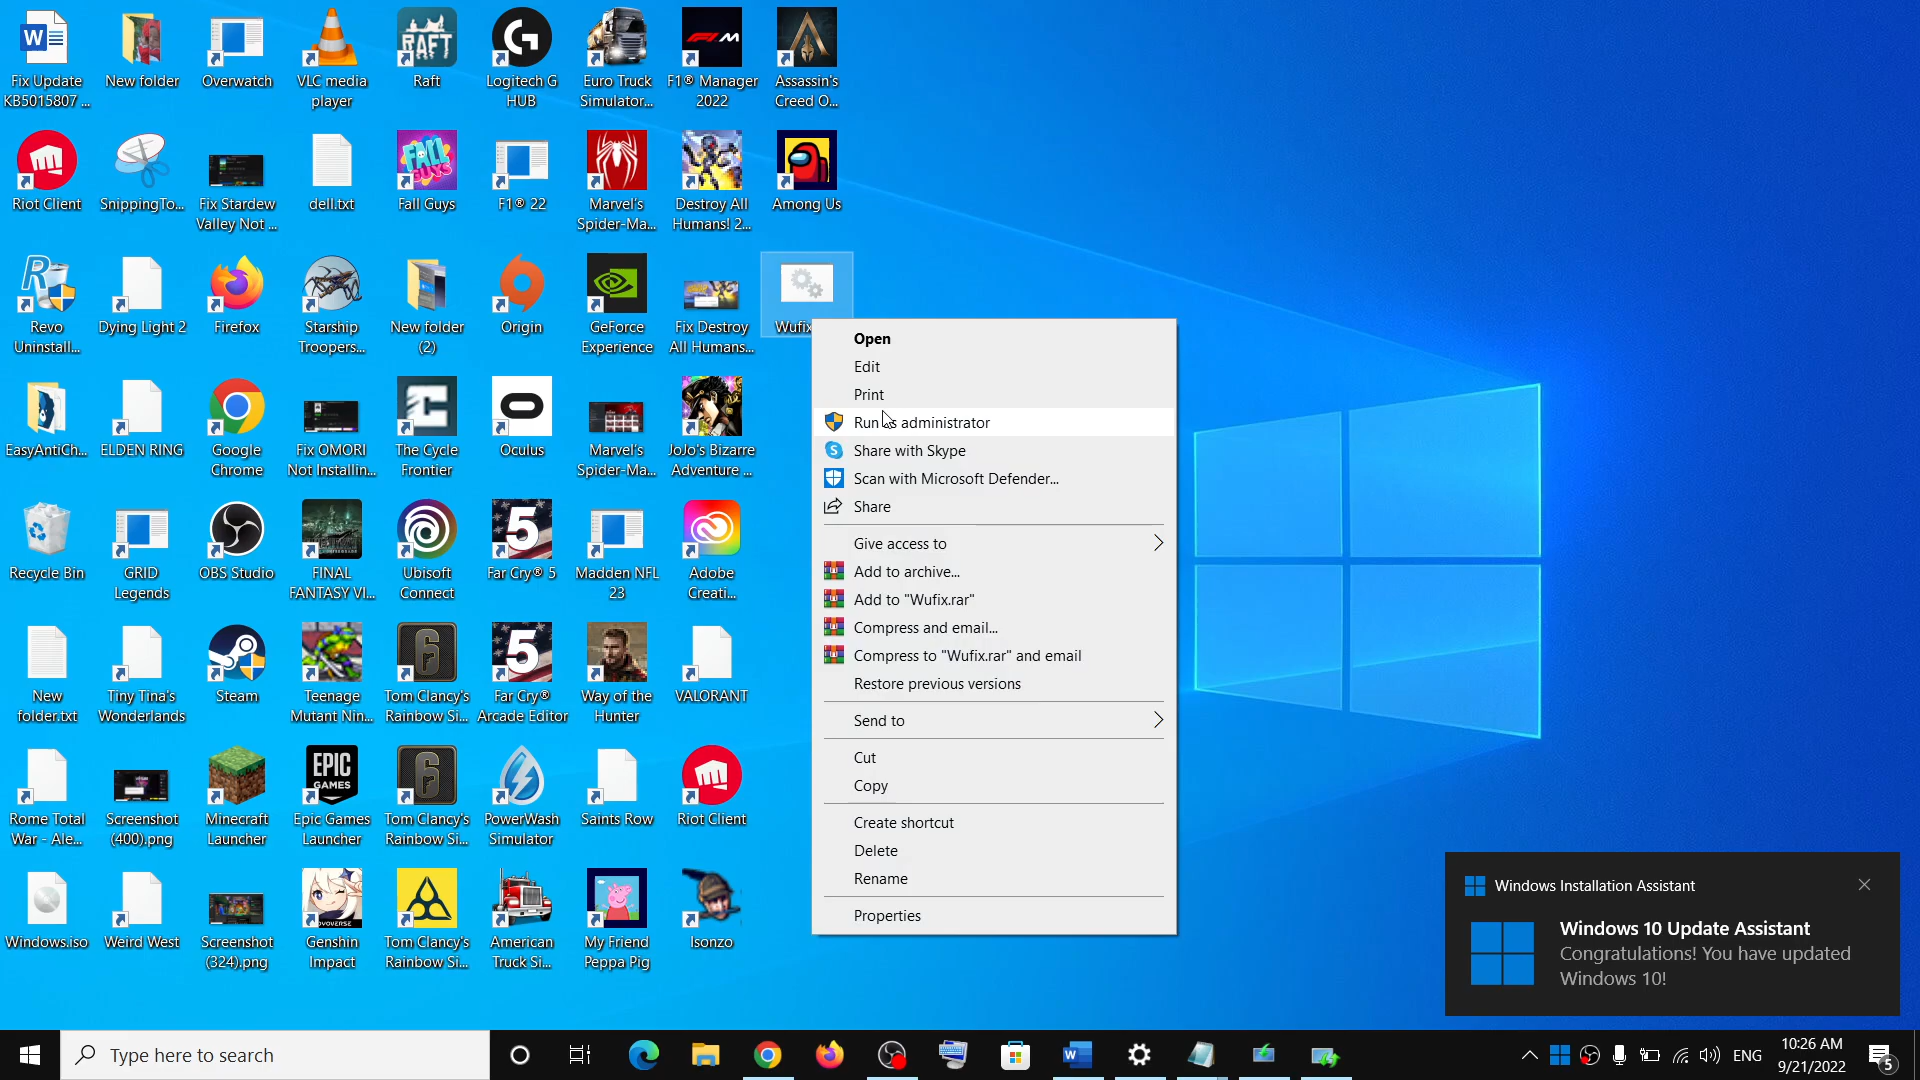 Fix Update
KB5015807 ...
New folder
Overwatch
VLC media
player
RAFT
Raft
Logitech G
HUB
Euro Truck
Simulator...
F1M
F1® Manager
2022
Assassin's
Creed O...
Riot Client
SnippingTo...
Fix Stardew
Valley Not ...
dell.txt
FALL
GUYS
Fall Guys
F1® 22
Marvel's
Spider-Ma...
Destroy All
Humans! 2...
Among Us
Revo
Uninstall...
Dying Light 2
Firefox
Starship
Troopers...
New folder
(2)
Origin
GeForce
Experience
Fix Destroy
All Humans...
Wufix
EasyAntiCh...
ELDEN RING
Google
Chrome
Fix OMORI
Not Installin...
The Cycle
Frontier
Oculus
Marvel's
Spider-Ma...
JoJo's Bizarre
Adventure ...
Recycle Bin
GRID
Legends
OBS Studio
FINAL
FANTASY VI...
Ubisoft
Connect
5
Far Cry® 5
Madden NFL
23
Adobe
Creati...
New
folder.txt
Tiny Tina's
Wonderlands
Steam
Teenage
Mutant Nin...
6
Tom Clancy's
Rainbow Si...
5
Far Cry®
Arcade Editor
Way of the
Hunter
VALORANT
Rome Total
War - Ale...
Screenshot
(400).png
Minecraft
Launcher
EPIC
GAMES
Epic Games
Launcher
6
Tom Clancy's
Rainbow Si...
PowerWash
Simulator
Saints Row
Riot Client
Windows.iso
Weird West
Screenshot
(324).png
Genshin
Impact
Tom Clancy's
Rainbow Si...
American
Truck Si...
My Friend
Peppa Pig
Isonzo
Open
Edit
Print
Run as administrator
Share with Skype
Scan with Microsoft Defender...
Share
Give access to
Add to archive...
Add to "Wufix.rar"
Compress and email...
Compress to "Wufix.rar" and email
Restore previous versions
Send to
Cut
Copy
Create shortcut
Delete
Rename
Properties
Windows Installation Assistant
Windows 10 Update Assistant
Congratulations! You have updated
Windows 10!
Type here to search
ENG
10:26 AM
9/21/2022
5